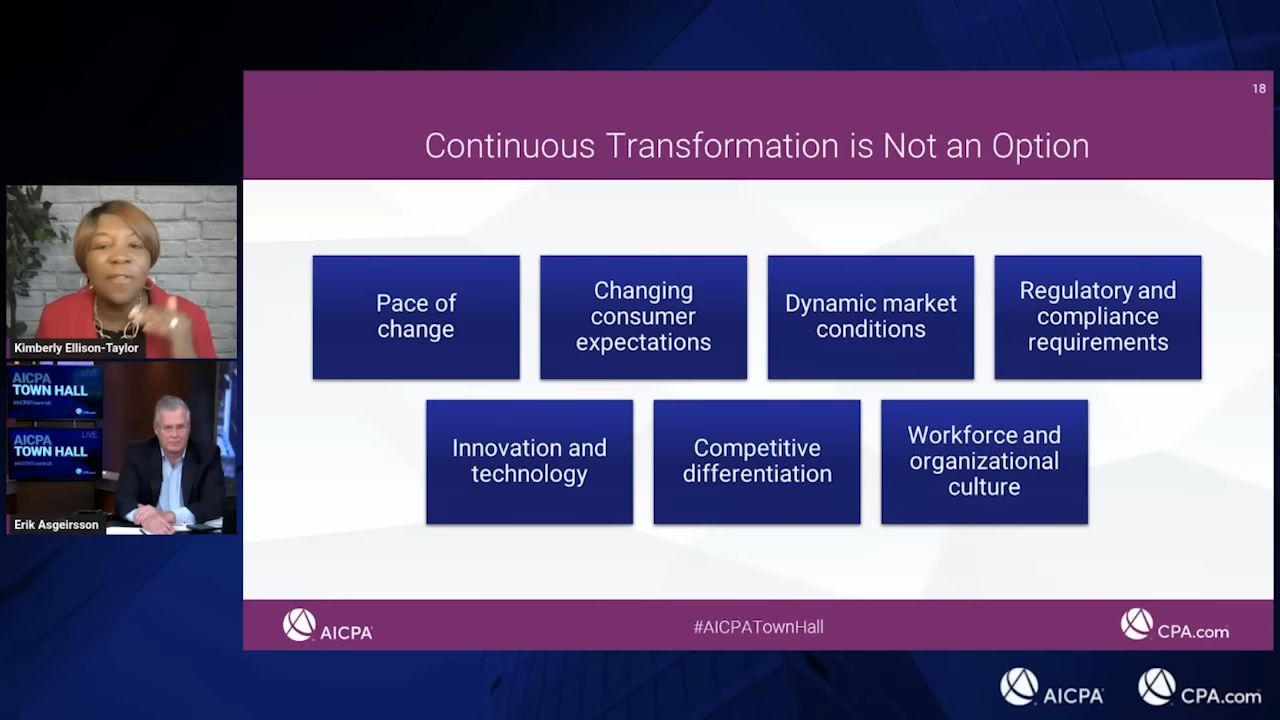 18
Continuous Transformation is Not an Option
Pace of
change
Changing
consumer
expectations
Dynamic market
conditions
Regulatory and
compliance
requirements
Innovation and
technology
Competitive
differentiation
Workforce and
organizational
culture
Kimberly Ellison-Taylor
AICPA
LIVE
TOWN HALL
AICPA
LIVE
TOWN HALL
Erik Asgeirsson
AICPA
#AICPATownHall
CPA.com
AICPA
CPA.com